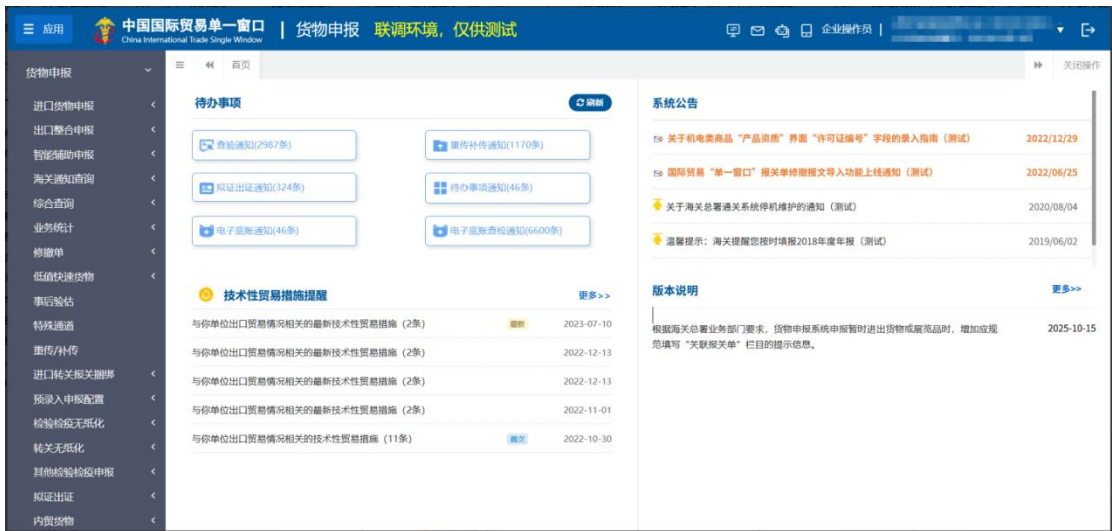 应用
中国国际贸易单一窗口
China International Trade Single Window
货物申报
联调环境，仅供测试
企业操作员
货物申报
首页
关闭操作
进口货物申报
出口整合申报
智能辅助申报
海关通知查询
综合查询
业务统计
修撤单
低值快速货物
事后验估
特殊通道
重传/补传
进口转关报关捆绑
预录入申报配置
检验检疫无纸化
转关无纸化
其他检验检疫申报
拟证出证
内贸货物
待办事项
刷新
查验通知(2987条)
重传补传通知(1170条)
拟证出证通知(324条)
待办事项通知(46条)
电子底账通知(46条)
电子底账查检通知(6600条)
技术性贸易措施提醒
更多>>
与你单位出口贸易情况相关的最新技术性贸易措施（2条） 最新 2023-07-10
与你单位出口贸易情况相关的最新技术性贸易措施（2条） 2022-12-13
与你单位出口贸易情况相关的最新技术性贸易措施（2条） 2022-12-13
与你单位出口贸易情况相关的最新技术性贸易措施（2条） 2022-11-01
与你单位出口贸易情况相关的技术性贸易措施（11条） 首次 2022-10-30
系统公告
关于机电类商品“产品资质”界面“许可证编号”字段的录入指南（测试） 2022/12/29
国际贸易“单一窗口”报关单修撤报文导入功能上线通知（测试） 2022/06/25
关于海关总署通关系统停机维护的通知（测试） 2020/08/04
温馨提示：海关提醒您按时填报2018年度年报（测试） 2019/06/02
版本说明
更多>>
根据海关总署业务部门要求，货物申报系统申报暂时进出货物或展览品时，增加应规 2025-10-15
范填写“关联报关单”栏目的提示信息。